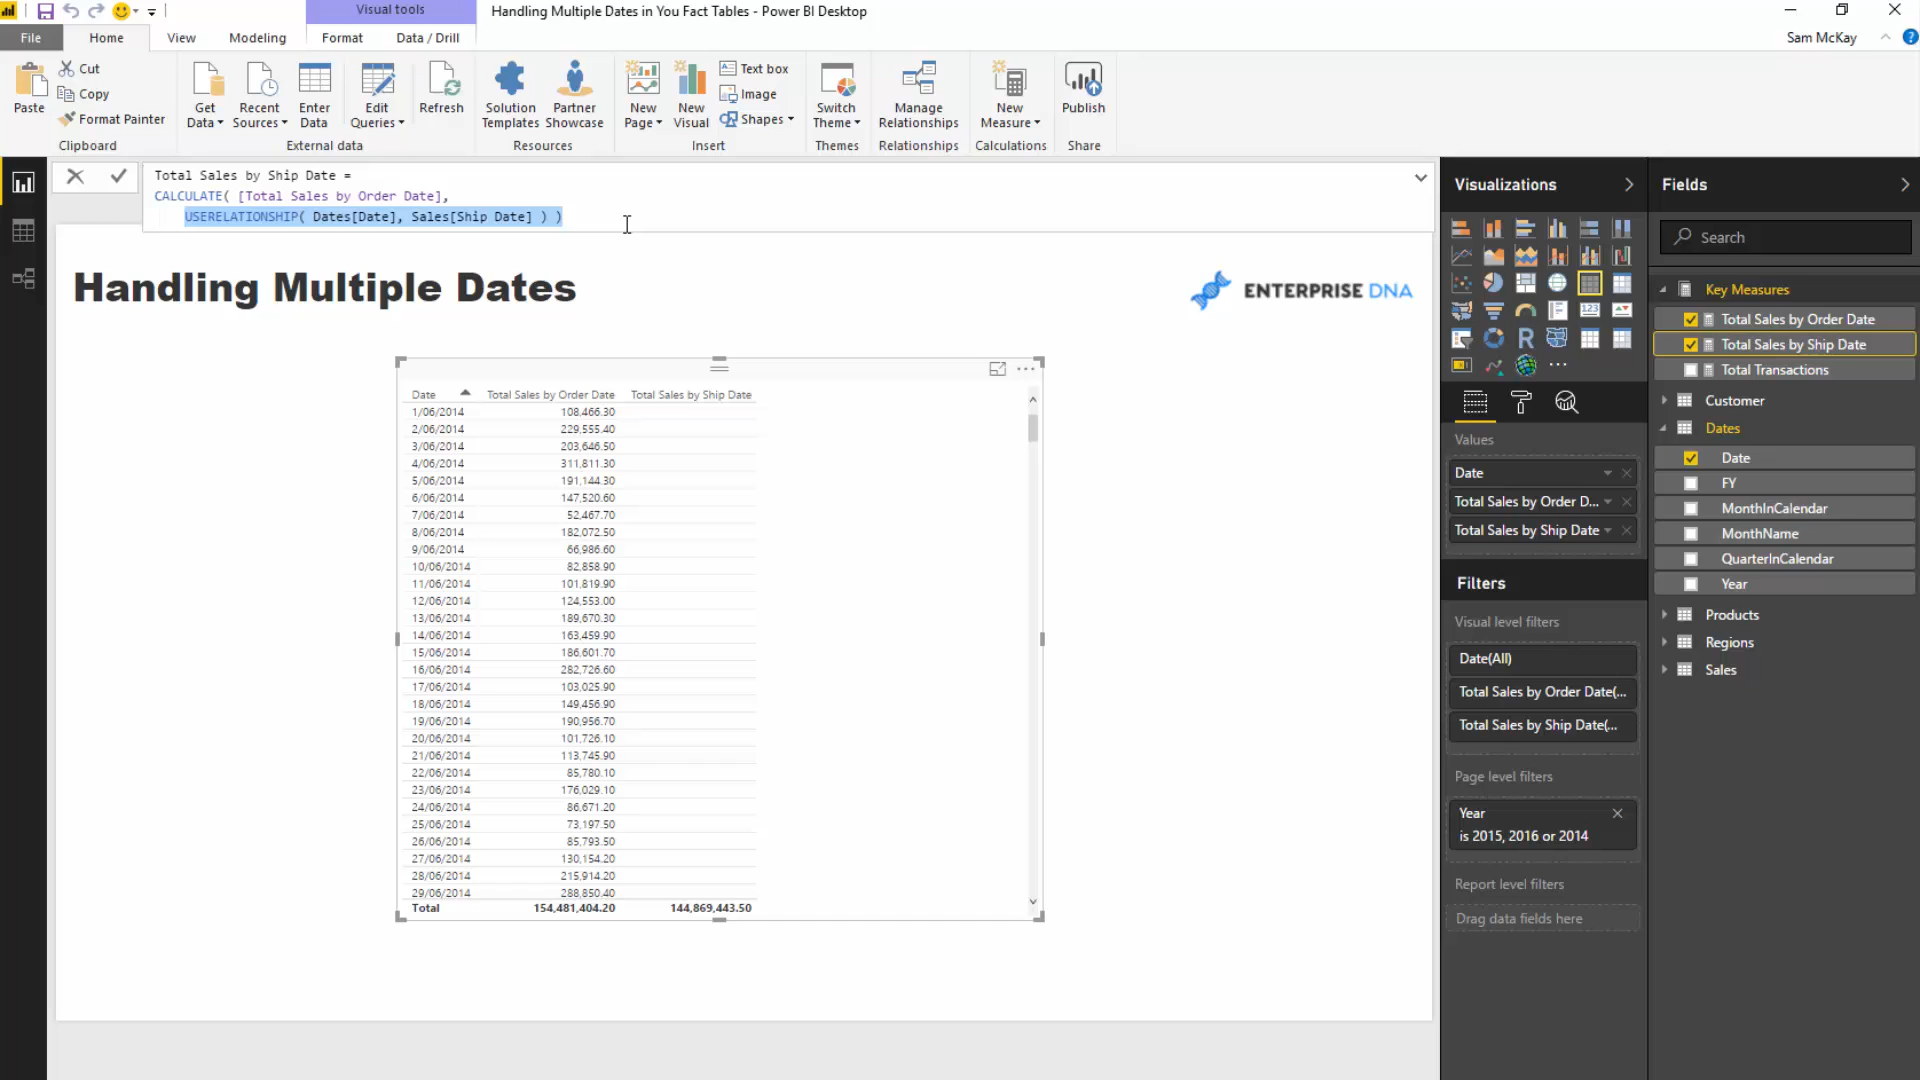 Visual tools
Handling Multiple Dates in You Fact Tables - Power BI Desktop
File
Home
View
Modeling
Format
Data / Drill
Sam McKay
Paste
Cut
Copy
Format Painter
Clipboard
Get Data
Recent Sources
Enter Data
Edit Queries
Refresh
External data
Solution Templates
Partner Showcase
Resources
New Page
New Visual
Text box
Image
Shapes
Insert
Switch Theme
Themes
Manage Relationships
Relationships
New Measure
Calculations
Publish
Share
Total Sales by Ship Date =
CALCULATE( [Total Sales by Order Date],
USERELATIONSHIP( Dates[Date], Sales[Ship Date] ) )
Handling Multiple Dates
ENTERPRISE DNA
Date Total Sales by Order Date Total Sales by Ship Date
1/06/2014 108,466.30
2/06/2014 229,555.40
3/06/2014 203,646.50
4/06/2014 311,811.30
5/06/2014 191,144.30
6/06/2014 147,520.60
7/06/2014 52,467.70
8/06/2014 182,072.50
9/06/2014 66,986.60
10/06/2014 82,858.90
11/06/2014 101,819.90
12/06/2014 124,553.00
13/06/2014 189,670.30
14/06/2014 163,459.90
15/06/2014 186,601.70
16/06/2014 282,726.60
17/06/2014 103,025.90
18/06/2014 149,456.90
19/06/2014 190,956.70
20/06/2014 101,726.10
21/06/2014 113,745.90
22/06/2014 85,780.10
23/06/2014 176,029.10
24/06/2014 86,671.20
25/06/2014 73,197.50
26/06/2014 85,793.50
27/06/2014 130,154.20
28/06/2014 215,914.20
29/06/2014 288,850.40
Total 154,481,404.20 144,869,443.50
Visualizations
Values
Date
Total Sales by Order D...
Total Sales by Ship Date
Filters
Visual level filters
Date(All)
Total Sales by Order Date(...
Total Sales by Ship Date(...
Page level filters
Year
is 2015, 2016 or 2014
Report level filters
Drag data fields here
Fields
Search
Key Measures
Total Sales by Order Date
Total Sales by Ship Date
Total Transactions
Customer
Dates
Date
FY
MonthInCalendar
MonthName
QuarterInCalendar
Year
Products
Regions
Sales